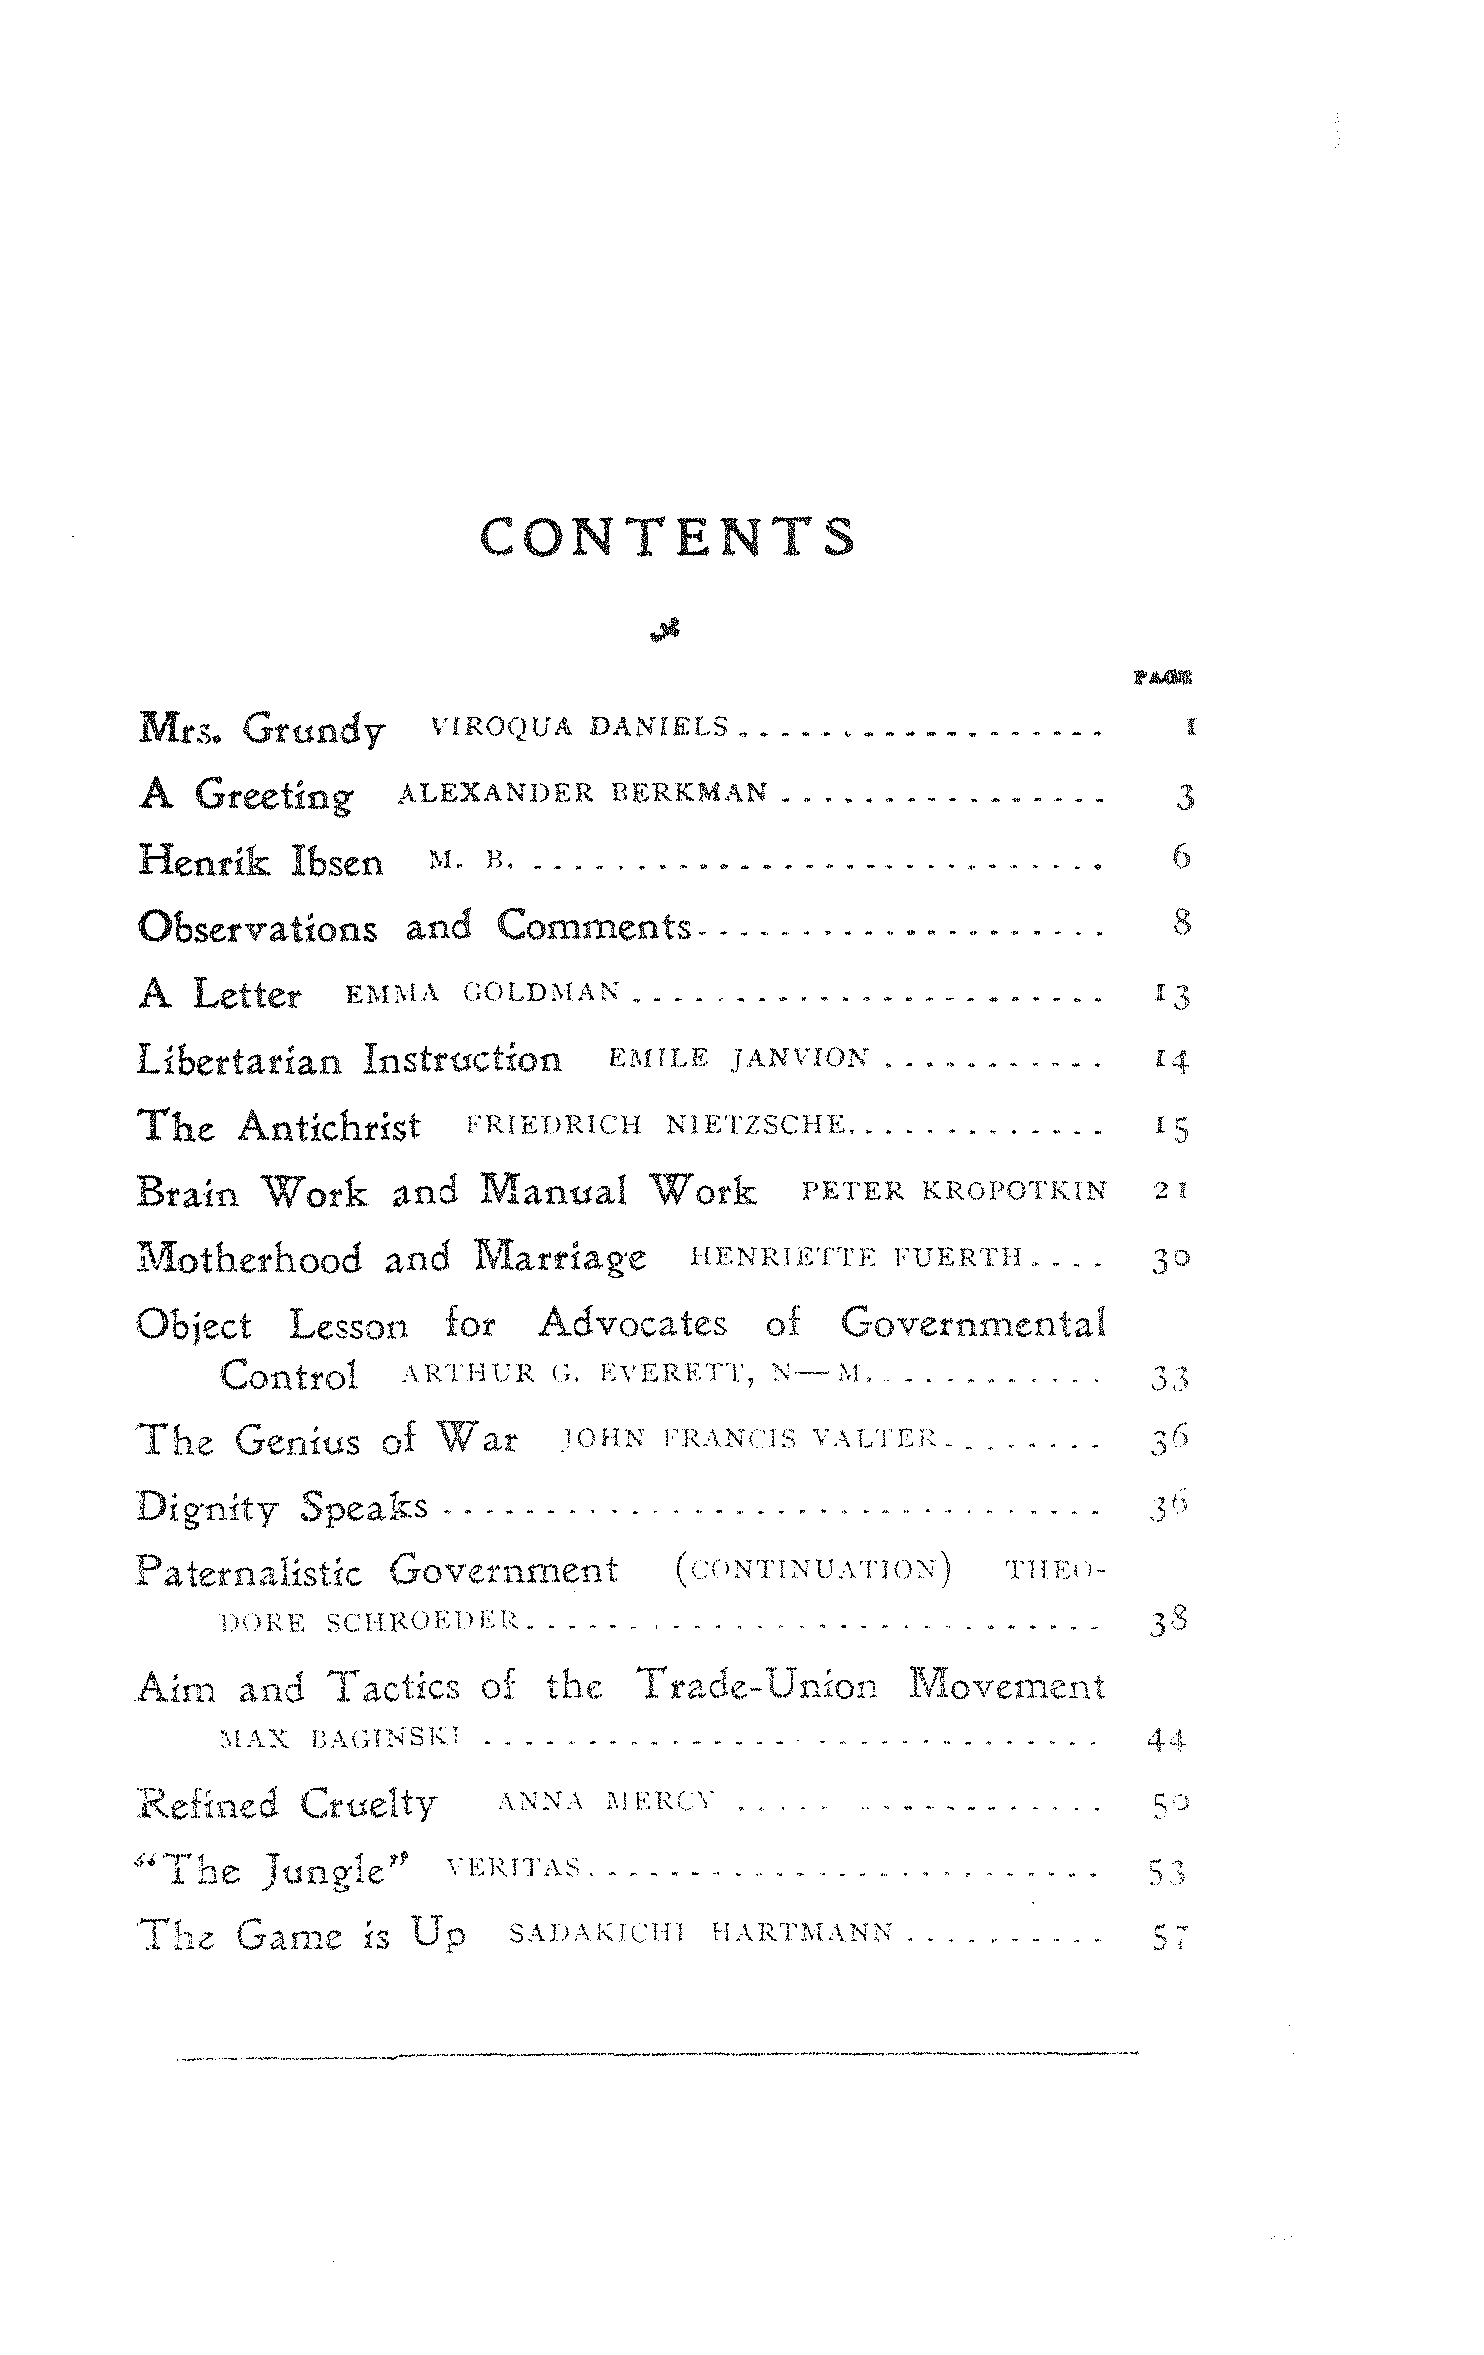 CONTENTS
PAGE
Mrs. Grundy VIROQUA DANIELS................... 1
A Greeting ALEXANDER BERKMAN................ 3
Henrik Ibsen M. B. ............................ 6
Observations and Comments.................... 8
A Letter EMMA GOLDMAN....................... 13
Libertarian Instruction EMILE JANVION........... 14
The Antichrist FRIEDRICH NIETZSCHE............. 15
Brain Work and Manual Work PETER KROPOTKIN 21
Motherhood and Marriage HENRIETTE FUERTH.... 30
Object Lesson for Advocates of Governmental
Control ARTHUR G. EVERETT, N—M............ 33
The Genius of War JOHN FRANCIS VALTER........ 36
Dignity Speaks ................................ 36
Paternalistic Government (CONTINUATION) THEO-
DORE SCHROEDER............................ 38
Aim and Tactics of the Trade-Union Movement
MAX BAGINSKI .............................. 44
Refined Cruelty ANNA MERCY .................. 50
"The Jungle" VERITAS......................... 53
The Game is Up SADAKICHI HARTMANN .......... 57